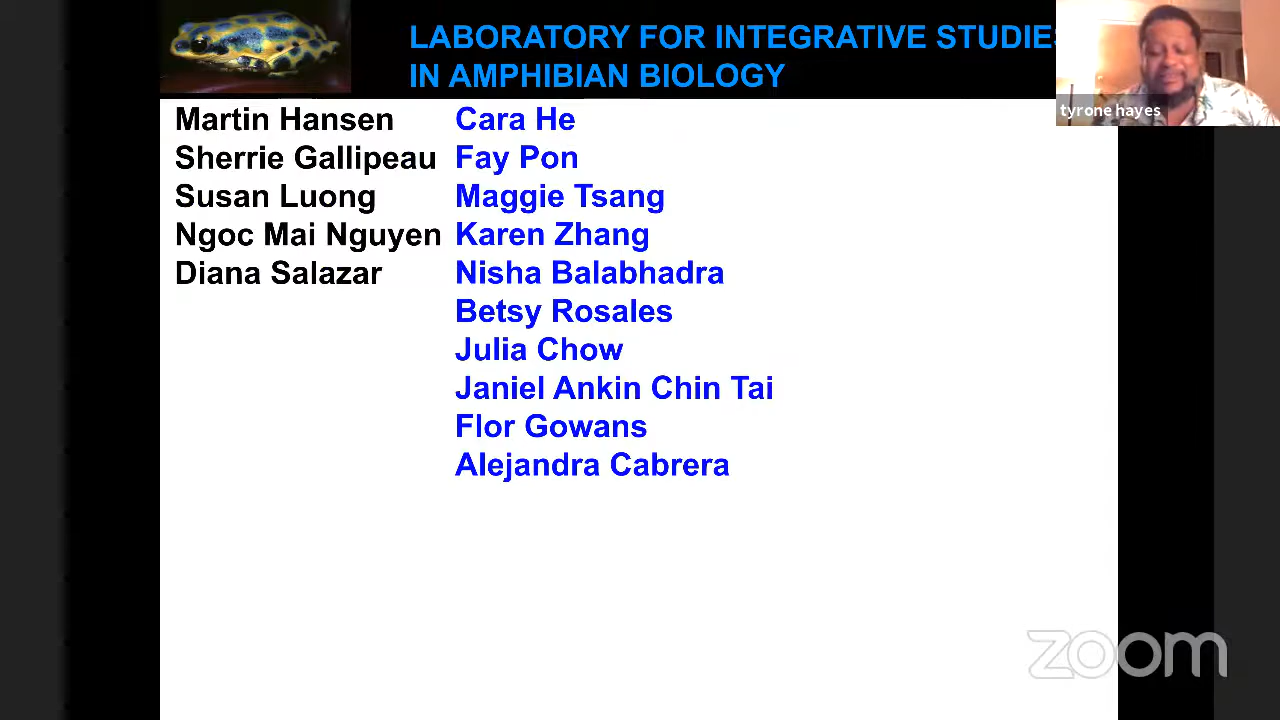 LABORATORY FOR INTEGRATIVE STUDIES
IN AMPHIBIAN BIOLOGY
tyrone hayes
Martin Hansen
Sherrie Gallipeau
Susan Luong
Ngoc Mai Nguyen
Diana Salazar
Cara He
Fay Pon
Maggie Tsang
Karen Zhang
Nisha Balabhadra
Betsy Rosales
Julia Chow
Janiel Ankin Chin Tai
Flor Gowans
Alejandra Cabrera
zoom